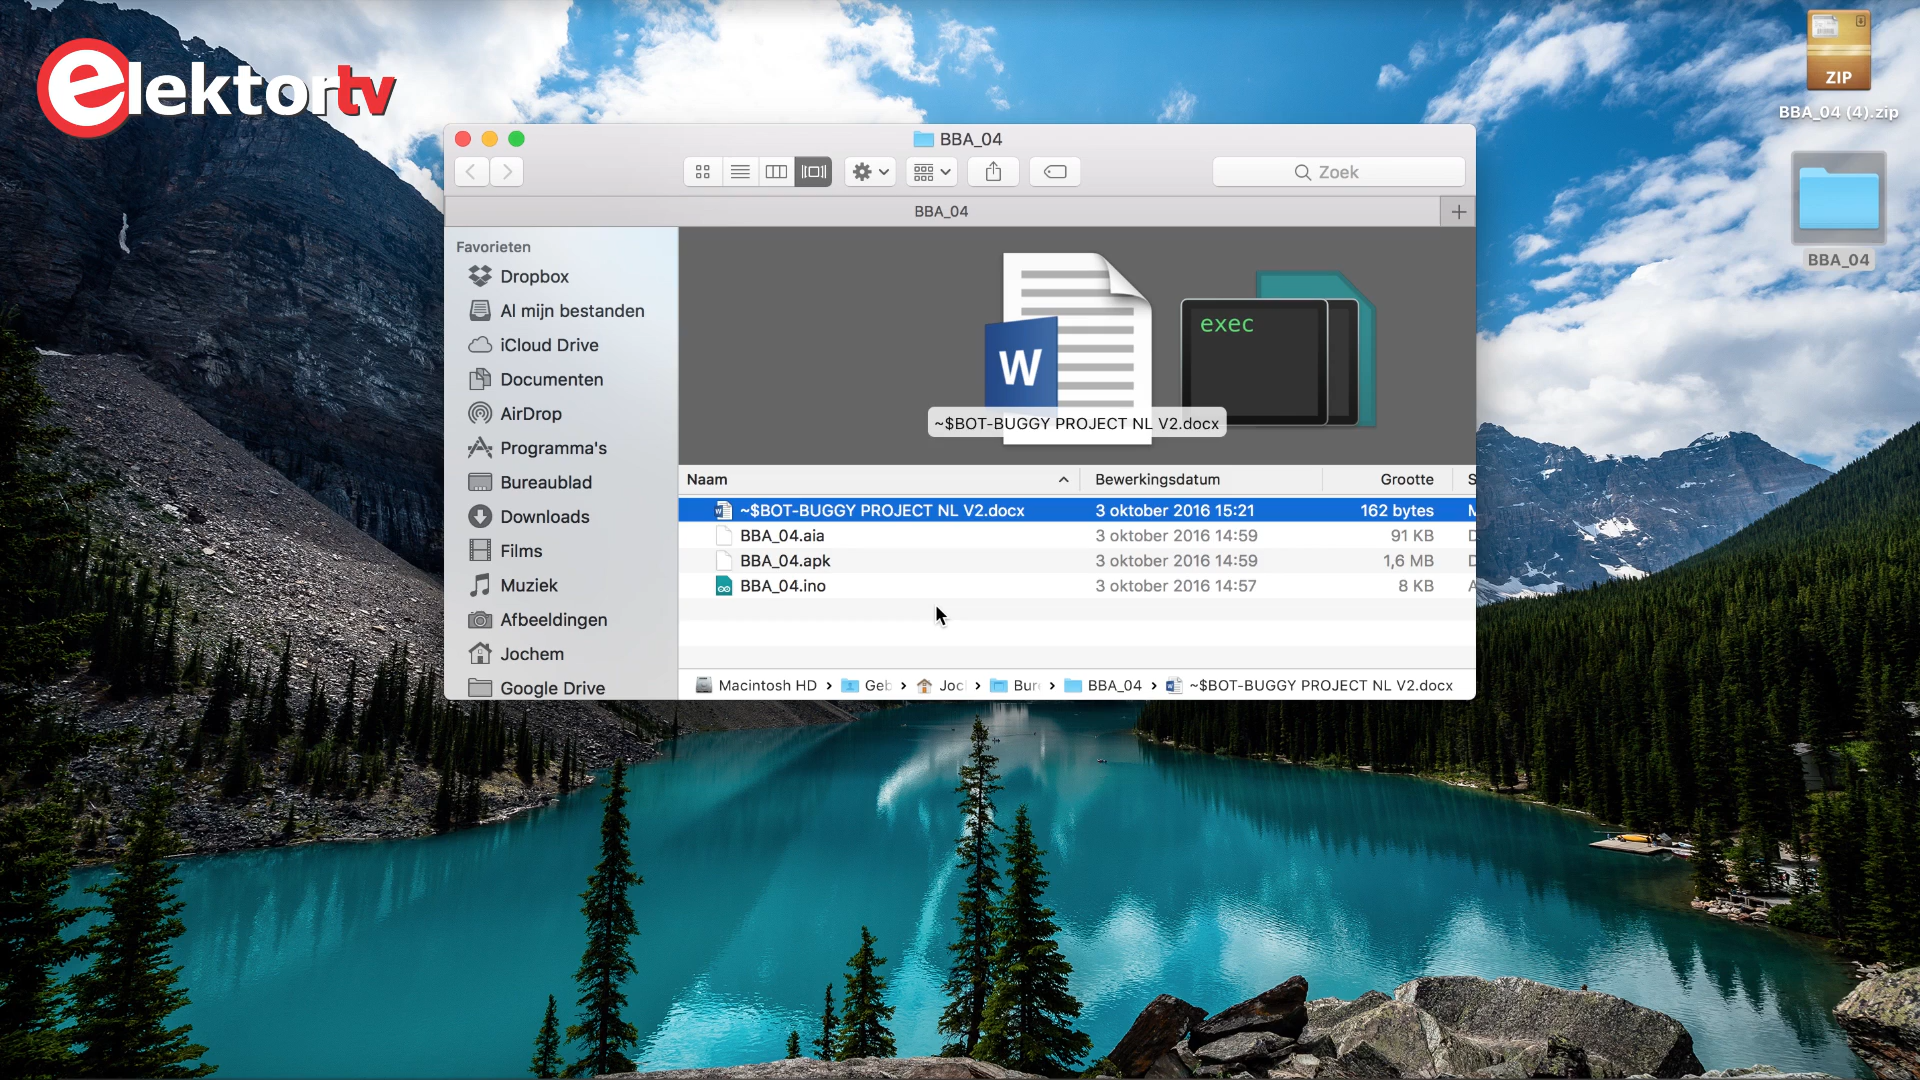 elektortv
ZIP
BBA_04 (4).zip
BBA_04
BBA_04
Zoek
BBA_04
Favorieten
Dropbox
Al mijn bestanden
iCloud Drive
Documenten
AirDrop
Programma's
Bureaublad
Downloads
Films
Muziek
Afbeeldingen
Jochem
Google Drive
W
exec
~$BOT-BUGGY PROJECT NL V2.docx
Naam Bewerkingsdatum Grootte S
~$BOT-BUGGY PROJECT NL V2.docx 3 oktober 2016 15:21 162 bytes M
BBA_04.aia 3 oktober 2016 14:59 91 KB D
BBA_04.apk 3 oktober 2016 14:59 1,6 MB D
BBA_04.ino 3 oktober 2016 14:57 8 KB A
Macintosh HD › Geb › Joc › Bur › BBA_04 › ~$BOT-BUGGY PROJECT NL V2.docx